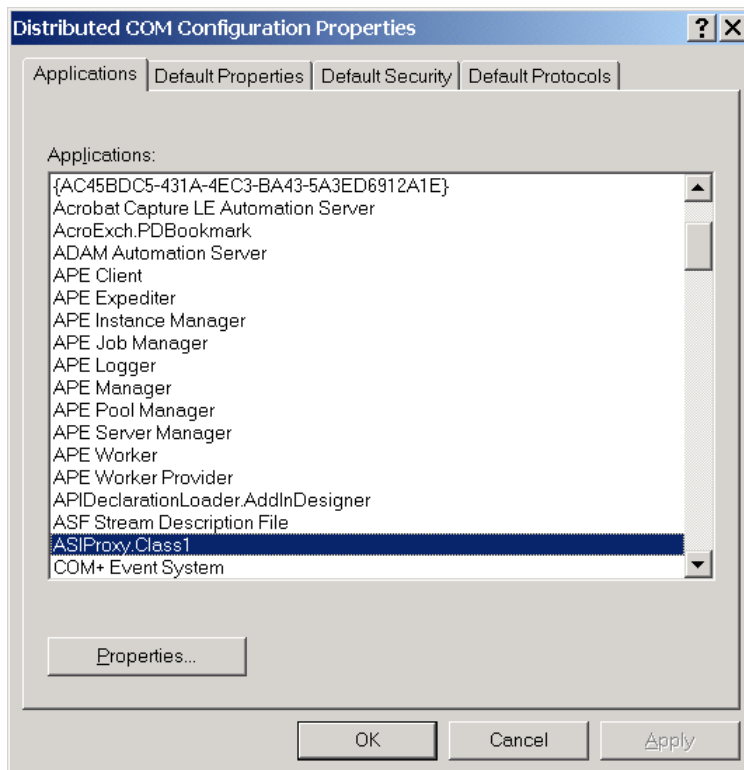 Distributed COM Configuration Properties
Applications Default Properties Default Security Default Protocols
Applications:
{AC45BDC5-431A-4EC3-BA43-5A3ED6912A1E}
Acrobat Capture LE Automation Server
AcroExch.PDBookmark
ADAM Automation Server
APE Client
APE Expediter
APE Instance Manager
APE Job Manager
APE Logger
APE Manager
APE Pool Manager
APE Server Manager
APE Worker
APE Worker Provider
APIDeclarationLoader.AddInDesigner
ASF Stream Description File
ASIProxy.Class1
COM+ Event System
Properties...
OK Cancel Apply